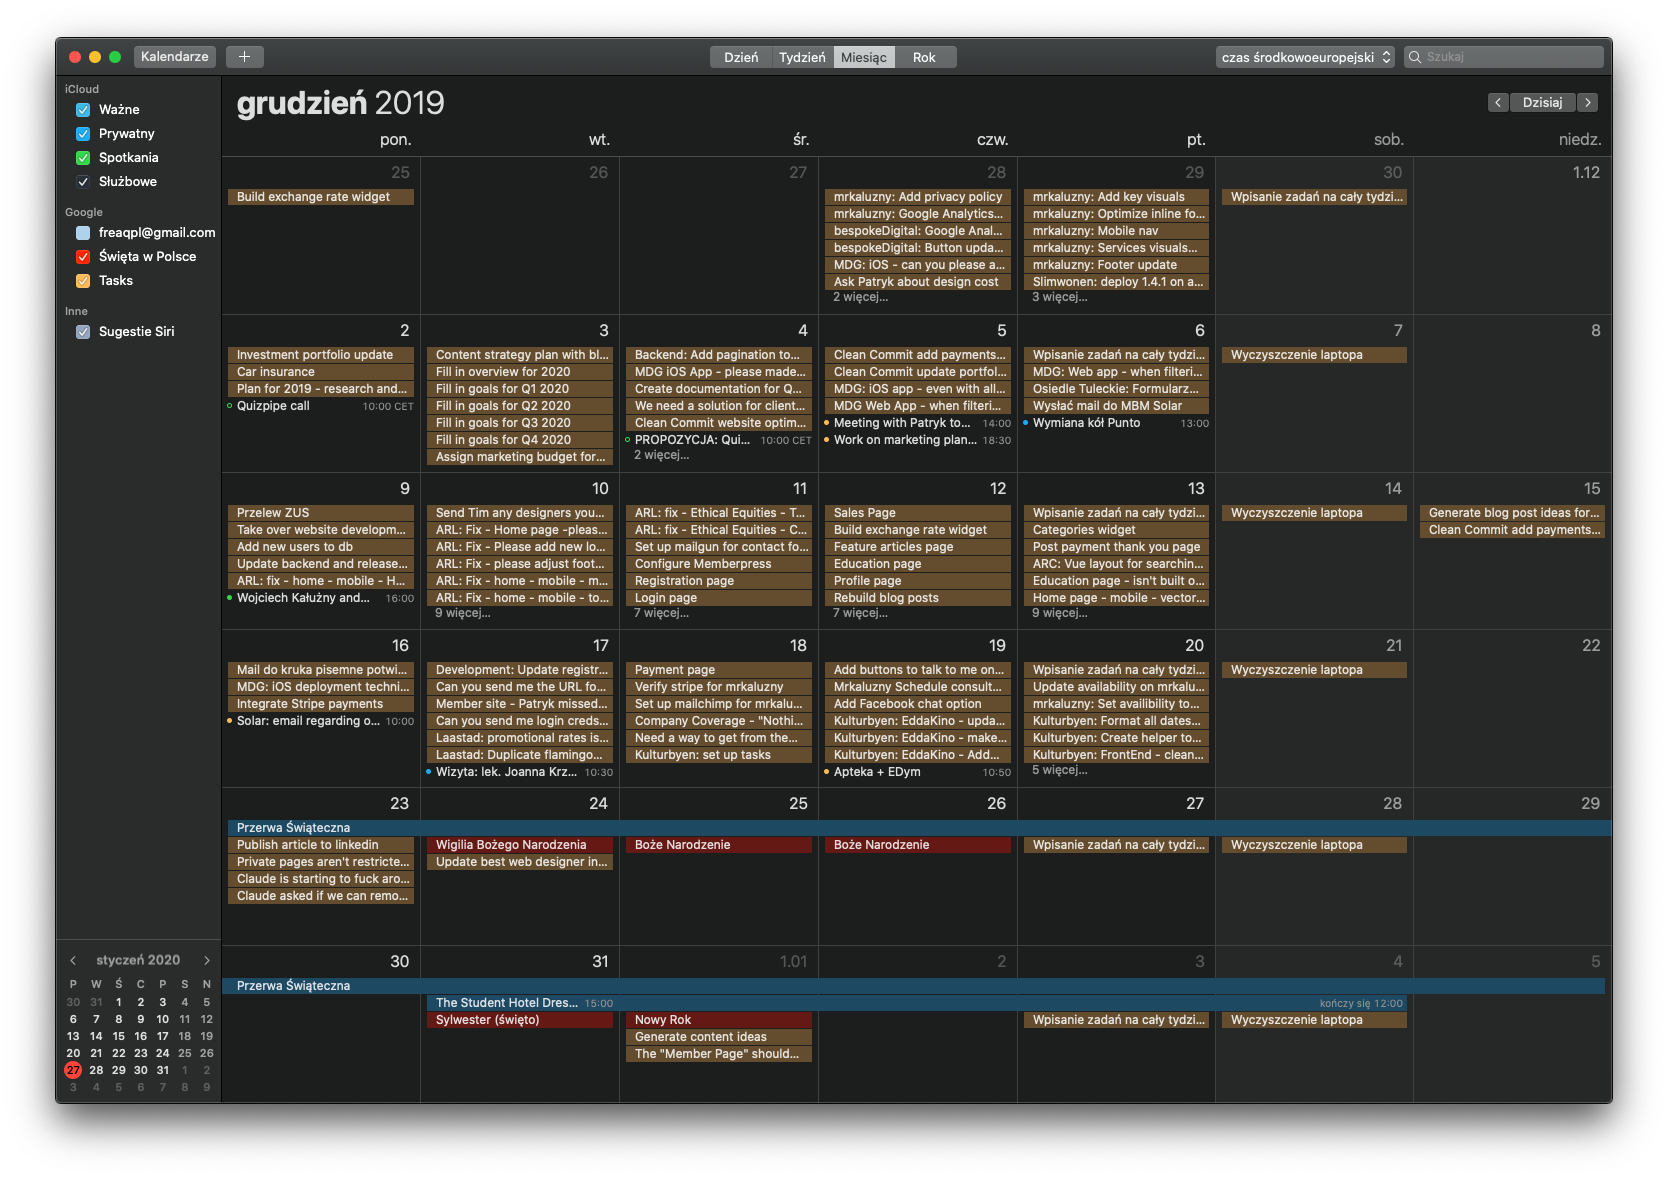 Kalendarze
+
Dzień
Tydzień
Miesiąc
Rok
czas środkowoeuropejski
Szukaj
iCloud
Ważne
Prywatny
Spotkania
Służbowe
Google
freaqpl@gmail.com
Święta w Polsce
Tasks
Inne
Sugestie Siri
grudzień 2019
Dzisiaj
pon. wt. śr. czw. pt. sob. niedz.
25
Build exchange rate widget
26
27
28
mrkaluzny: Add privacy policy
mrkaluzny: Google Analytics...
bespokeDigital: Google Anal...
bespokeDigital: Button upda...
MDG: iOS - can you please a...
Ask Patryk about design cost
2 więcej...
29
mrkaluzny: Add key visuals
mrkaluzny: Optimize inline fo...
mrkaluzny: Mobile nav
mrkaluzny: Services visuals...
mrkaluzny: Footer update
Slimwonen: deploy 1.4.1 on a...
3 więcej...
30
Wpisanie zadań na cały tydzi...
1.12
2
Investment portfolio update
Car insurance
Plan for 2019 - research and...
Quizpipe call 10:00 CET
3
Content strategy plan with bl...
Fill in overview for 2020
Fill in goals for Q1 2020
Fill in goals for Q2 2020
Fill in goals for Q3 2020
Fill in goals for Q4 2020
Assign marketing budget for...
4
Backend: Add pagination to...
MDG iOS App - please made...
Create documentation for Q...
We need a solution for client...
Clean Commit website optim...
PROPOZYCJA: Qui... 10:00 CET
2 więcej...
5
Clean Commit add payments...
Clean Commit update portfol...
MDG: iOS app - even with all...
MDG Web App - when filteri...
Meeting with Patryk to... 14:00
Work on marketing plan... 18:30
6
Wpisanie zadań na cały tydzi...
MDG: Web app - when filteri...
Osiedle Tuleckie: Formularz...
Wysłać mail do MBM Solar
Wymiana kół Punto 13:00
7
Wyczyszczenie laptopa
8
9
Przelew ZUS
Take over website developm...
Add new users to db
Update backend and release...
ARL: fix - home - mobile - H...
Wojciech Kałużny and... 16:00
10
Send Tim any designers you...
ARL: Fix - Home page -pleas...
ARL: Fix - Please add new lo...
ARL: Fix - please adjust foot...
ARL: Fix - home - mobile - m...
ARL: Fix - home - mobile - to...
9 więcej...
11
ARL: fix - Ethical Equities - T...
ARL: fix - Ethical Equities - C...
Set up mailgun for contact fo...
Configure Memberpress
Registration page
Login page
7 więcej...
12
Sales Page
Build exchange rate widget
Feature articles page
Education page
Profile page
Rebuild blog posts
7 więcej...
13
Wpisanie zadań na cały tydzi...
Categories widget
Post payment thank you page
ARC: Vue layout for searchin...
Education page - isn't built o...
Home page - mobile - vector...
9 więcej...
14
Wyczyszczenie laptopa
15
Generate blog post ideas for...
Clean Commit add payments...
16
Mail do kruka pisemne potwi...
MDG: iOS deployment techni...
Integrate Stripe payments
Solar: email regarding o... 10:00
17
Development: Update registr...
Can you send me the URL fo...
Member site - Patryk missed...
Can you send me login creds...
Laastad: promotional rates is...
Laastad: Duplicate flamingo...
Wizyta: lek. Joanna Krz... 10:30
18
Payment page
Verify stripe for mrkaluzny
Set up mailchimp for mrkalu...
Company Coverage - "Nothi...
Need a way to get from the...
Kulturbyen: set up tasks
19
Add buttons to talk to me on...
Mrkaluzny Schedule consult...
Add Facebook chat option
Kulturbyen: EddaKino - upda...
Kulturbyen: EddaKino - make...
Kulturbyen: EddaKino - Add...
Apteka + EDym 10:50
20
Wpisanie zadań na cały tydzi...
Update availability on mrkalu...
mrkaluzny: Set availibility to...
Kulturbyen: Format all dates...
Kulturbyen: Create helper to...
Kulturbyen: FrontEnd - clean...
5 więcej...
21
Wyczyszczenie laptopa
22
23
Przerwa Świąteczna
Publish article to linkedin
Private pages aren't restricte...
Claude is starting to fuck aro...
Claude asked if we can remo...
24
Wigilia Bożego Narodzenia
Update best web designer in...
25
Boże Narodzenie
26
Boże Narodzenie
27
Wpisanie zadań na cały tydzi...
28
Wyczyszczenie laptopa
29
30
Przerwa Świąteczna
31
The Student Hotel Dres... 15:00
kończy się 12:00
Sylwester (święto)
1.01
Nowy Rok
Generate content ideas
The "Member Page" should...
2
3
Wpisanie zadań na cały tydzi...
4
Wyczyszczenie laptopa
5
styczeń 2020
P W Ś C P S N
30 31 1 2 3 4 5
6 7 8 9 10 11 12
13 14 15 16 17 18 19
20 21 22 23 24 25 26
27 28 29 30 31 1 2
3 4 5 6 7 8 9